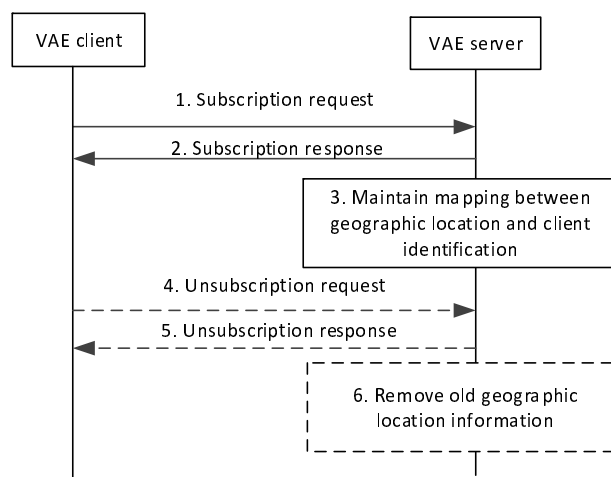 VAE client
VAE server
1. Subscription request
2. Subscription response
3. Maintain mapping between
geographic location and client
identification
4. Unsubscription request
5. Unsubscription response
6. Remove old geographic
location information